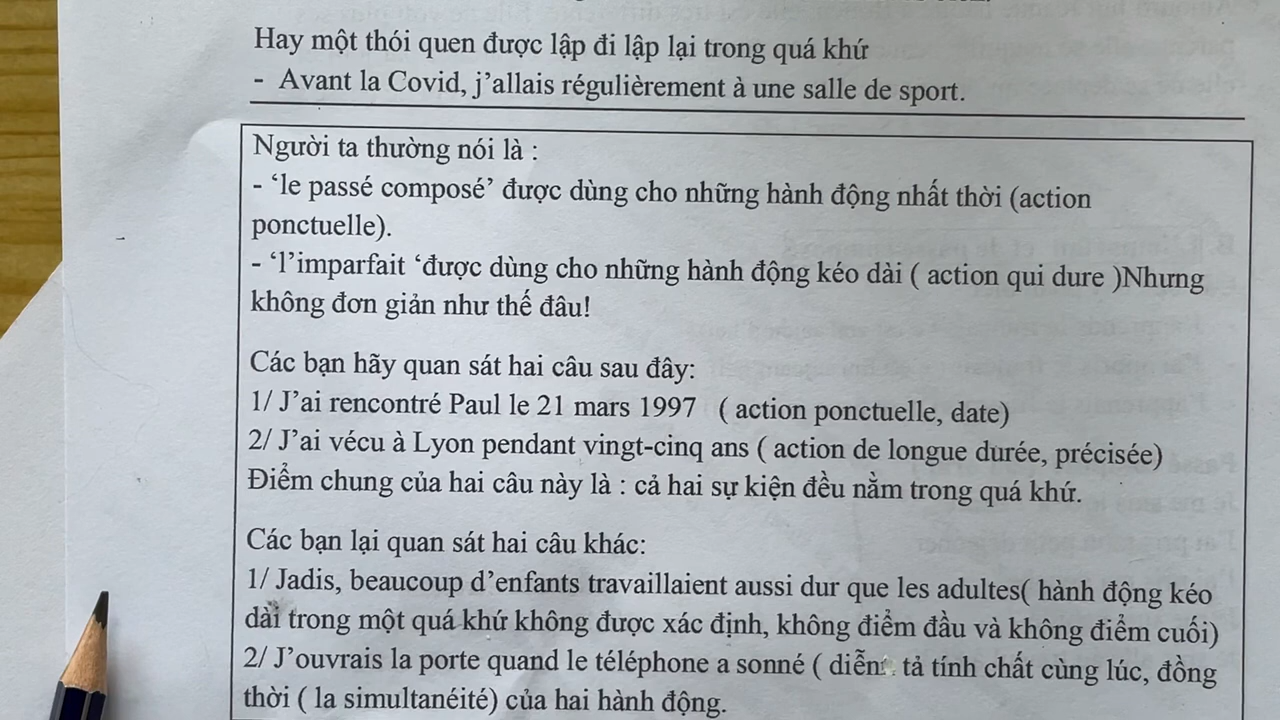 Hay một thói quen được lập đi lập lại trong quá khứ
- Avant la Covid, j’allais régulièrement à une salle de sport.
Người ta thường nói là :
- ‘le passé composé’ được dùng cho những hành động nhất thời (action
ponctuelle).
- ‘l’imparfait ‘được dùng cho những hành động kéo dài ( action qui dure )Nhưng
không đơn giản như thế đâu!
Các bạn hãy quan sát hai câu sau đây:
1/ J’ai rencontré Paul le 21 mars 1997 ( action ponctuelle, date)
2/ J’ai vécu à Lyon pendant vingt-cinq ans ( action de longue durée, précisée)
Điểm chung của hai câu này là : cả hai sự kiện đều nằm trong quá khứ.
Các bạn lại quan sát hai câu khác:
1/ Jadis, beaucoup d’enfants travaillaient aussi dur que les adultes( hành động kéo
dài trong một quá khứ không được xác định, không điểm đầu và không điểm cuối)
2/ J’ouvrais la porte quand le téléphone a sonné ( diễn tả tính chất cùng lúc, đồng
thời ( la simultanéité) của hai hành động.